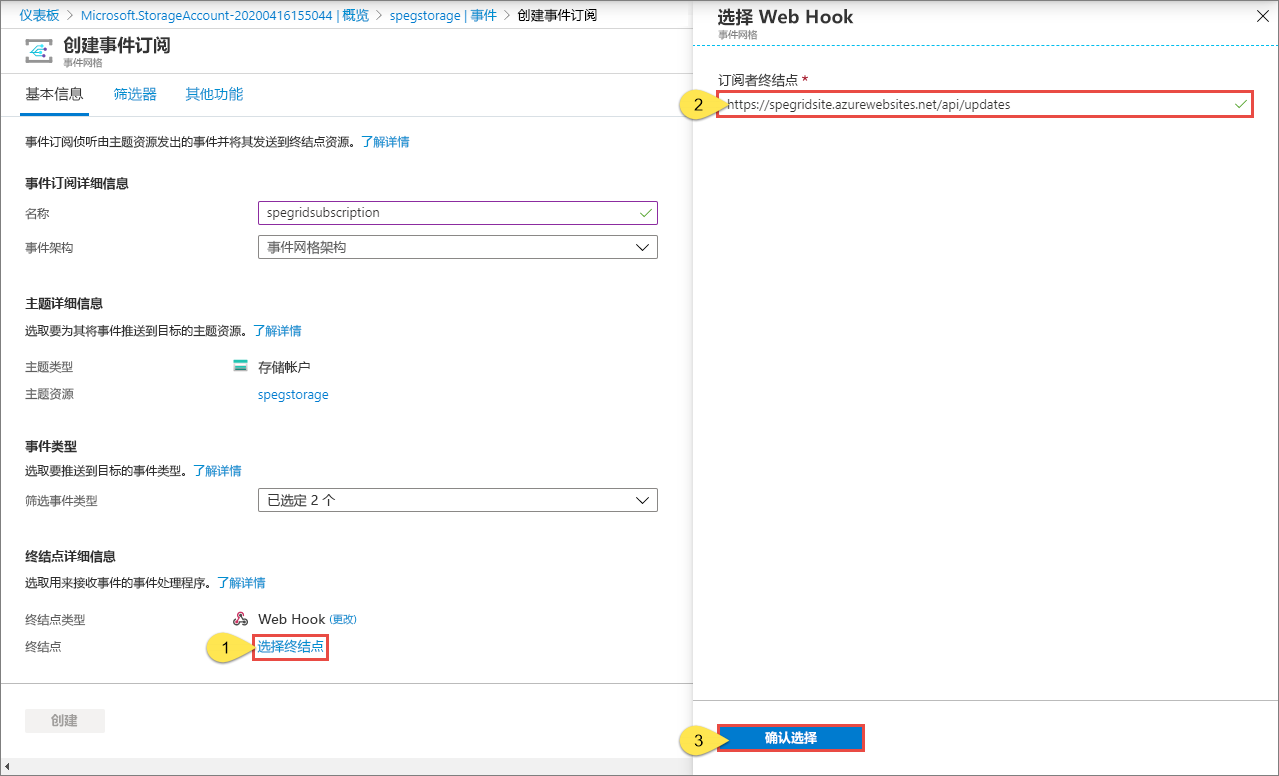 仪表板 > Microsoft.StorageAccount-20200416155044 | 概览 > spegstorage | 事件 > 创建事件订阅
创建事件订阅
事件网格
基本信息 筛选器 其他功能
事件订阅侦听由主题资源发出的事件并将其发送到终结点资源。了解详情
事件订阅详细信息
名称 spegridsubscription
事件架构 事件网格架构
主题详细信息
选取要为其将事件推送到目标的主题资源。了解详情
主题类型 存储帐户
主题资源 spegstorage
事件类型
选取要推送到目标的事件类型。了解详情
筛选事件类型 已选定 2 个
终结点详细信息
选取用来接收事件的事件处理程序。了解详情
终结点类型 Web Hook (更改)
终结点 1 选择终结点
创建
选择 Web Hook
事件网格
订阅者终结点 *
2 https://spegridsite.azurewebsites.net/api/updates
3 确认选择